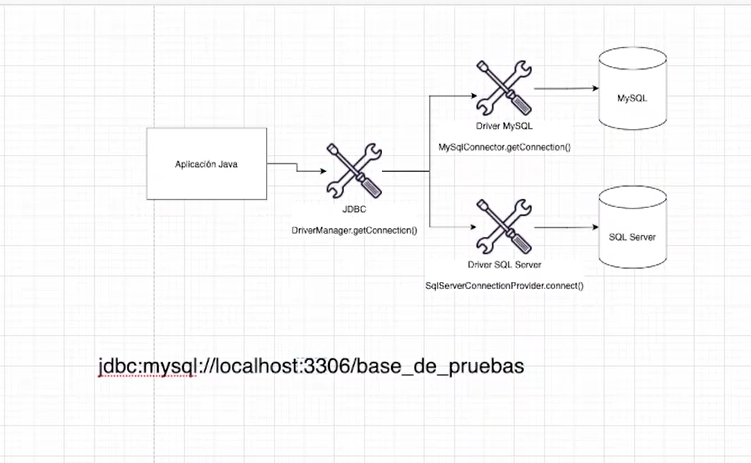 Aplicación Java
JDBC
DriverManager.getConnection()
Driver MySQL
MySqlConnector.getConnection()
MySQL
Driver SQL Server
SqlServerConnectionProvider.connect()
SQL Server
jdbc:mysql://localhost:3306/base_de_pruebas